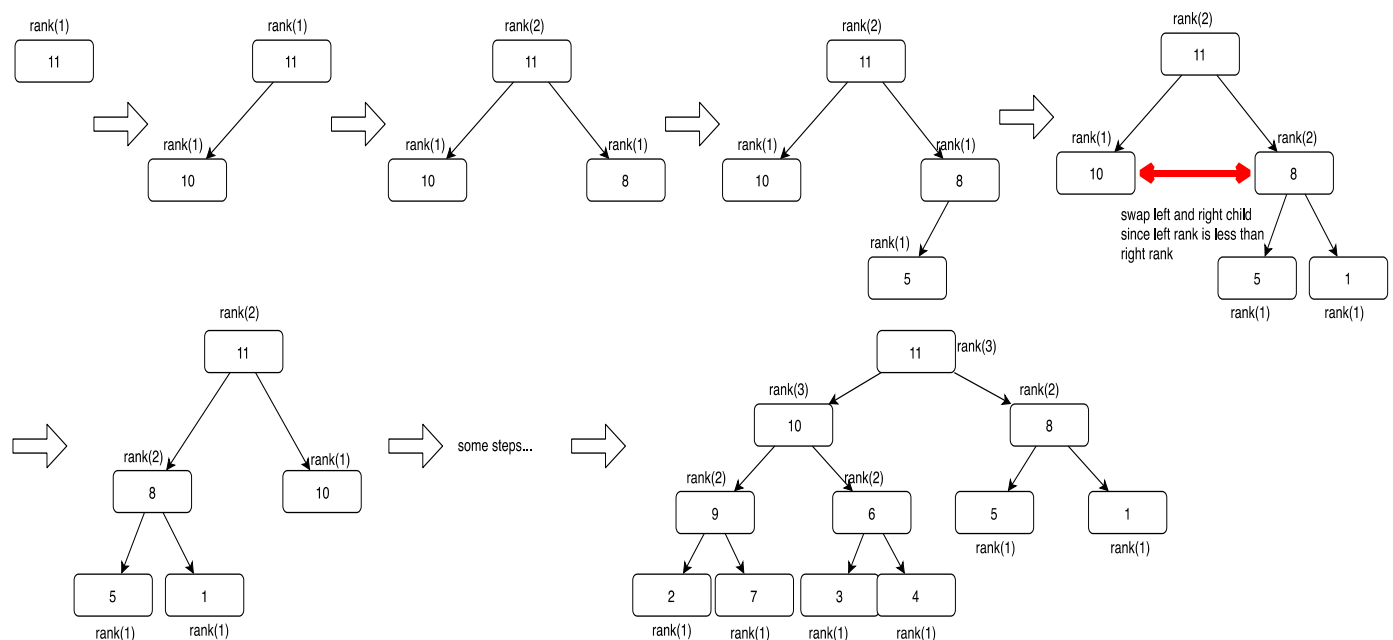 rank(1)
11
rank(1)
11
rank(1)
10
rank(2)
11
rank(1)
10
rank(1)
8
rank(2)
11
rank(1)
10
rank(1)
8
rank(1)
5
rank(2)
11
rank(1)
10
rank(2)
8
swap left and right child
since left rank is less than
right rank
5
1
rank(1)
rank(1)
rank(2)
11
rank(2)
8
rank(1)
10
5
1
rank(1)
rank(1)
some steps...
11
rank(3)
rank(3)
10
rank(2)
8
rank(2)
9
rank(2)
6
5
1
rank(1)
rank(1)
2
7
3
4
rank(1)
rank(1)
rank(1)
rank(1)